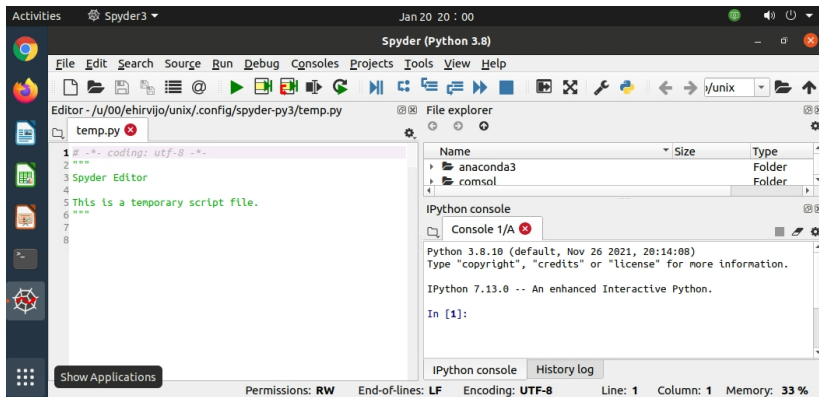 Activities Spyder3 Jan 20 20:00
Spyder (Python 3.8)
File Edit Search Source Run Debug Consoles Projects Tools View Help
/unix
Editor - /u/00/ehirvijo/unix/.config/spyder-py3/temp.py
temp.py
1 # -*- coding: utf-8 -*-
2 """
3 Spyder Editor
4
5 This is a temporary script file.
6 """
7
8
File explorer
Name Size Type
anaconda3 Folder
comsol Folder
IPython console
Console 1/A
Python 3.8.10 (default, Nov 26 2021, 20:14:08)
Type "copyright", "credits" or "license" for more information.
IPython 7.13.0 -- An enhanced Interactive Python.
In [1]:
IPython console History log
Show Applications
Permissions: RW End-of-lines: LF Encoding: UTF-8 Line: 1 Column: 1 Memory: 33 %